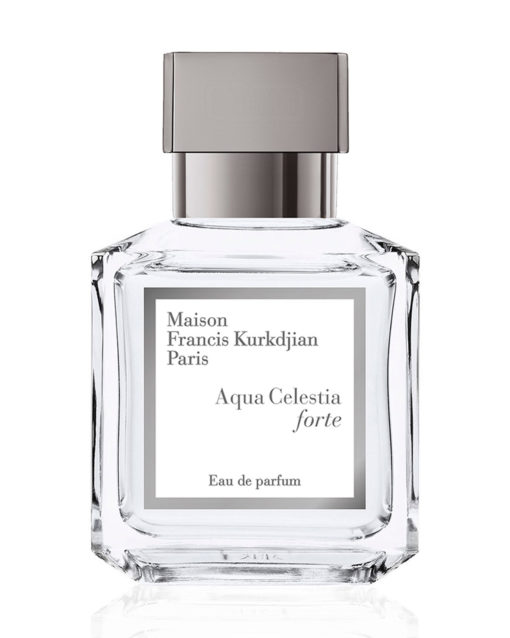 Maison
Francis Kurkdjian
Paris
Aqua Celestia
forte
Eau de parfum